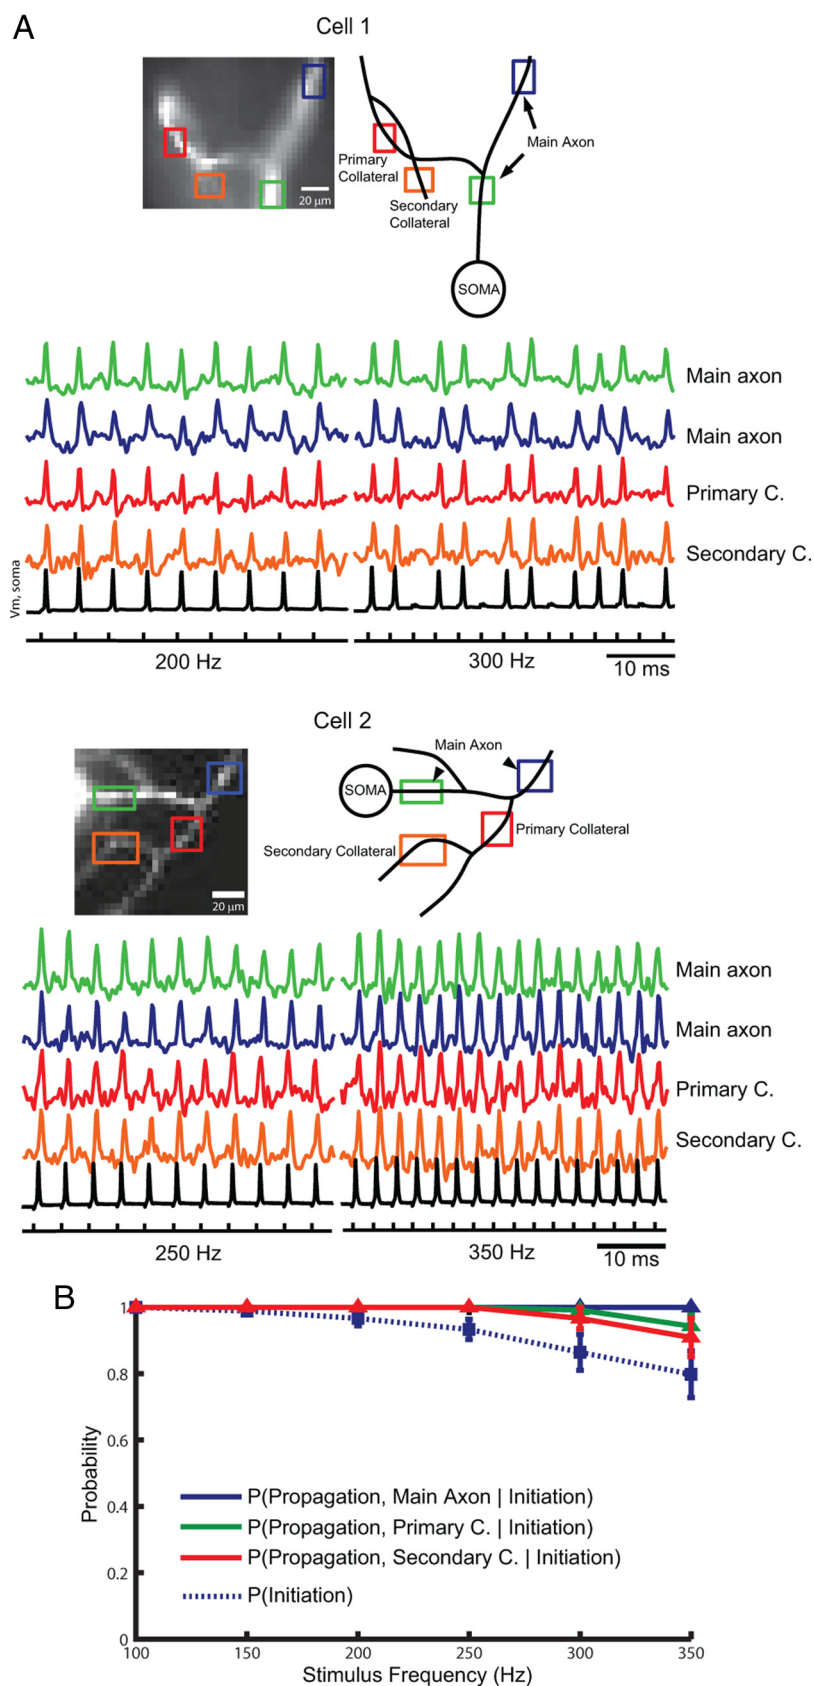 A
Cell 1
20 µm
Primary
Collateral
Secondary
Collateral
Main Axon
SOMA
Main axon
Main axon
Primary C.
Secondary C.
Vm, soma
200 Hz
300 Hz
10 ms
Cell 2
20 µm
Main Axon
SOMA
Primary Collateral
Secondary Collateral
Main axon
Main axon
Primary C.
Secondary C.
250 Hz
350 Hz
10 ms
B
1
0.8
0.6
0.4
0.2
0
Probability
P(Propagation, Main Axon | Initiation)
P(Propagation, Primary C. | Initiation)
P(Propagation, Secondary C. | Initiation)
P(Initiation)
100 150 200 250 300 350
Stimulus Frequency (Hz)